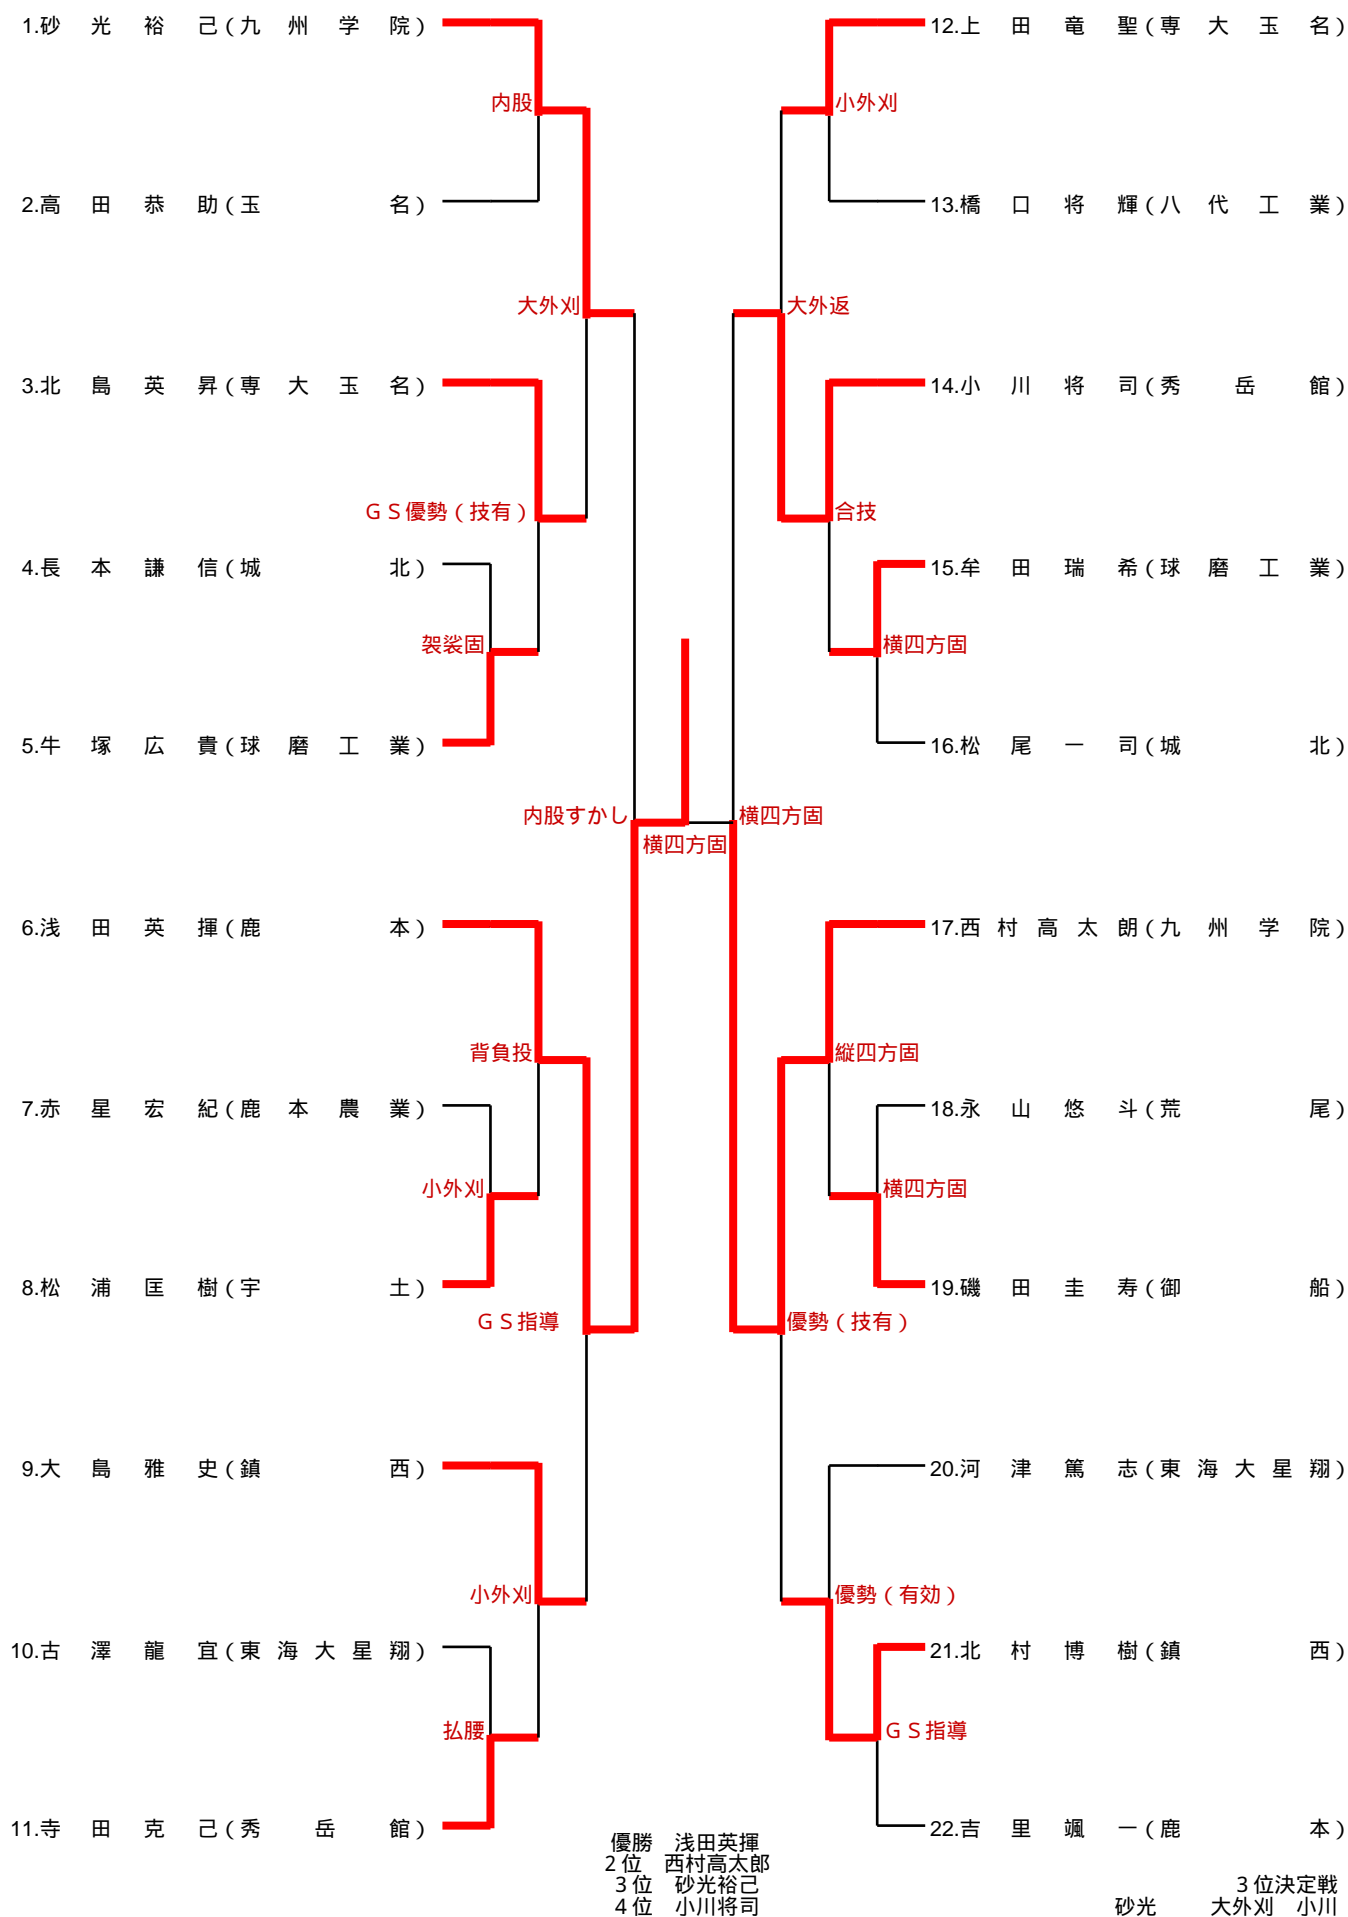 1.砂光裕己(九州学院)
12.上田竜聖(専大玉名)
内股
小外刈
2.高田恭助(玉名)
13.橋口将輝(八代工業)
大外刈
大外返
3.北島英昇(専大玉名)
14.小川将司(秀岳館)
GS優勢(技有)
合技
4.長本謙信(城北)
15.牟田瑞希(球磨工業)
袈裟固
横四方固
5.牛塚広貴(球磨工業)
16.松尾一司(城北)
内股すかし
横四方固
横四方固
6.浅田英揮(鹿本)
17.西村高太朗(九州学院)
背負投
縦四方固
7.赤星宏紀(鹿本農業)
18.永山悠斗(荒尾)
小外刈
横四方固
8.松浦匡樹(宇土)
19.磯田圭寿(御船)
GS指導
優勢(技有)
9.大島雅史(鎮西)
20.河津篤志(東海大星翔)
小外刈
優勢(有効)
10.古澤龍宜(東海大星翔)
21.北村博樹(鎮西)
払腰
GS指導
11.寺田克己(秀岳館)
22.吉里颯一(鹿本)
優勝 浅田英揮
2位 西村高太郎
3位 砂光裕己
4位 小川将司
3位決定戦
砂光 大外刈 小川